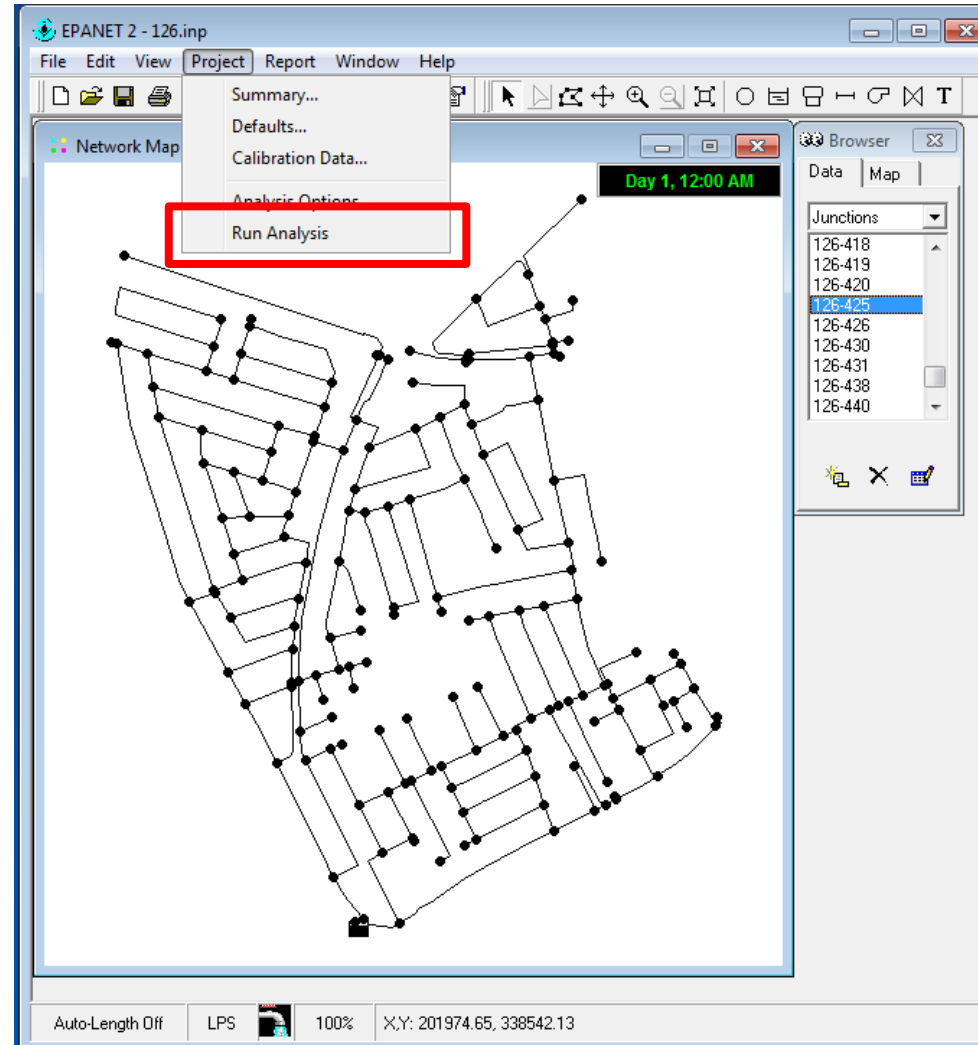 EPANET 2 - 126.inp
File Edit View Project Report Window Help
T
Summary...
Defaults...
Calibration Data...
Analysis Options...
Run Analysis
Network Map
Day 1, 12:00 AM
Browser
Data Map
Junctions
126-418
126-419
126-420
126-425
126-426
126-430
126-431
126-438
126-440
Auto-Length Off LPS 100% X,Y: 201974.65, 338542.13